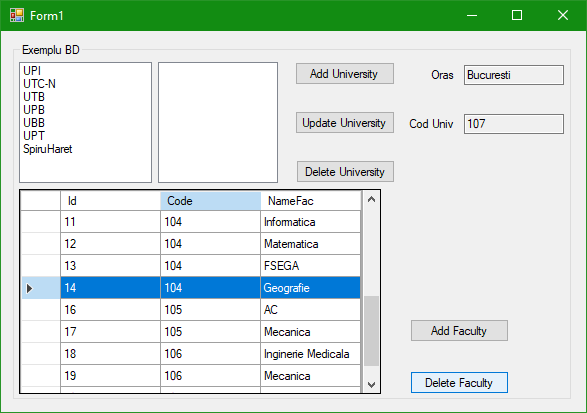 Form1
Exemplu BD
UPI
UTC-N
UTB
UPB
UBB
UPT
SpiruHaret
Add University
Update University
Delete University
Oras Bucuresti
Cod Univ 107
Id Code NameFac
11 104 Informatica
12 104 Matematica
13 104 FSEGA
14 104 Geografie
16 105 AC
17 105 Mecanica
18 106 Inginerie Medicala
19 106 Mecanica
Add Faculty
Delete Faculty